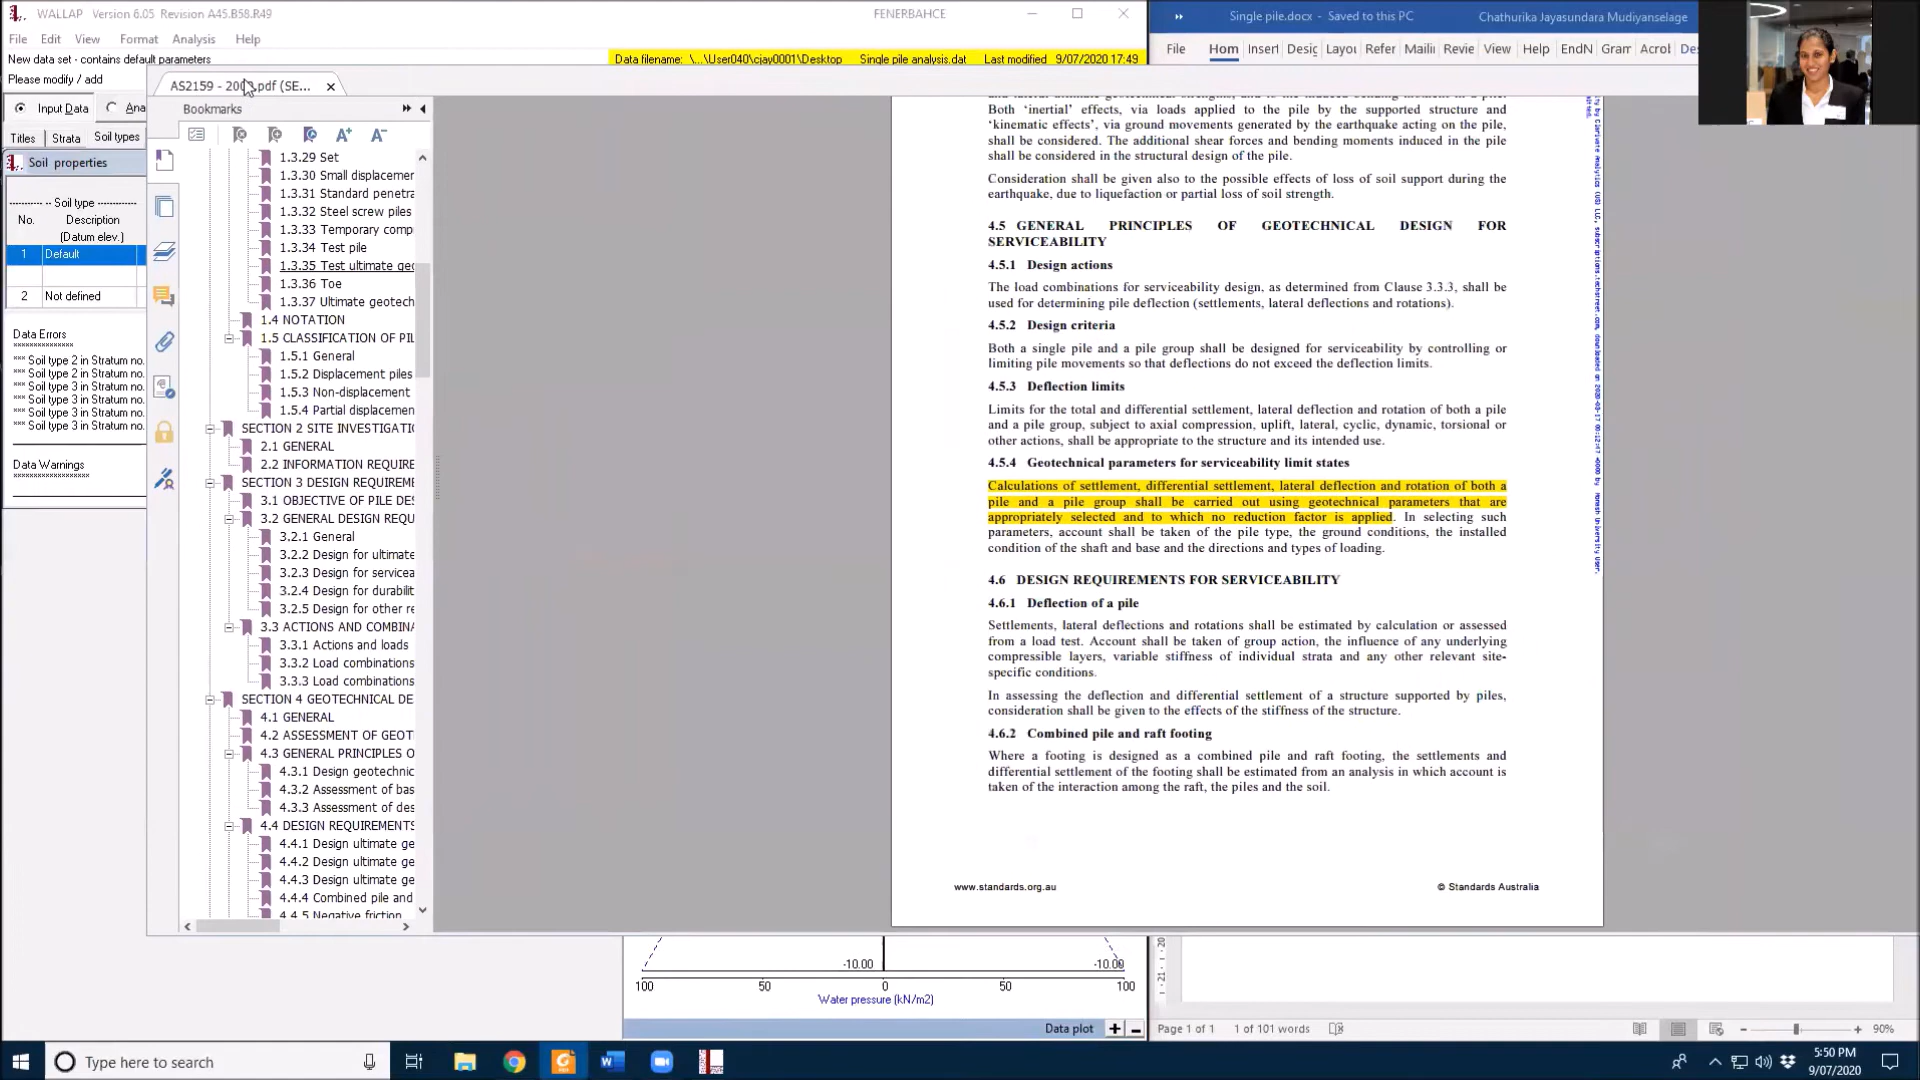 WALLAP Version 6.05 Revision A45.B58.R49
FENERBAHCE
File Edit View Format Analysis Help
New data set - contains default parameters
Data filename: \...\User040\cjay0001\Desktop Single pile analysis.dat Last modified 9/07/2020 17:49
Please modify / add
Input Data
Ana
Titles Strata Soil types
Soil properties
Soil type
No. Description
(Datum elev.)
1 Default
2 Not defined
Data Errors
*** Soil type 2 in Stratum no.
*** Soil type 2 in Stratum no.
*** Soil type 3 in Stratum no.
*** Soil type 3 in Stratum no.
*** Soil type 3 in Stratum no.
*** Soil type 3 in Stratum no.
Data Warnings
Single pile.docx - Saved to this PC
Chathurika Jayasundara Mudiyanselage
File Hom Insert Desig Layou Refer Mailii Revie View Help EndN Gram Acrol Des
AS2159 - 200 .pdf (SE...
Bookmarks
1.3.29 Set
1.3.30 Small displacemer
1.3.31 Standard penetra
1.3.32 Steel screw piles
1.3.33 Temporary comp
1.3.34 Test pile
1.3.35 Test ultimate geo
1.3.36 Toe
1.3.37 Ultimate geotech
1.4 NOTATION
1.5 CLASSIFICATION OF PIL
1.5.1 General
1.5.2 Displacement piles
1.5.3 Non-displacement
1.5.4 Partial displacemen
SECTION 2 SITE INVESTIGATIO
2.1 GENERAL
2.2 INFORMATION REQUIRE
SECTION 3 DESIGN REQUIREME
3.1 OBJECTIVE OF PILE DES
3.2 GENERAL DESIGN REQU
3.2.1 General
3.2.2 Design for ultimate
3.2.3 Design for servicea
3.2.4 Design for durabilit
3.2.5 Design for other re
3.3 ACTIONS AND COMBINA
3.3.1 Actions and loads
3.3.2 Load combinations
3.3.3 Load combinations
SECTION 4 GEOTECHNICAL DE
4.1 GENERAL
4.2 ASSESSMENT OF GEOT
4.3 GENERAL PRINCIPLES O
4.3.1 Design geotechnic
4.3.2 Assessment of bas
4.3.3 Assessment of des
4.4 DESIGN REQUIREMENTS
4.4.1 Design ultimate ge
4.4.2 Design ultimate ge
4.4.3 Design ultimate ge
4.4.4 Combined pile and
4.4.5 Negative friction
Both 'inertial' effects, via loads applied to the pile by the supported structure and
'kinematic effects', via ground movements generated by the earthquake acting on the pile,
shall be considered. The additional shear forces and bending moments induced in the pile
shall be considered in the structural design of the pile.
Consideration shall be given also to the possible effects of loss of soil support during the
earthquake, due to liquefaction or partial loss of soil strength.
4.5 GENERAL PRINCIPLES OF GEOTECHNICAL DESIGN FOR
SERVICEABILITY
4.5.1 Design actions
The load combinations for serviceability design, as determined from Clause 3.3.3, shall be
used for determining pile deflection (settlements, lateral deflections and rotations).
4.5.2 Design criteria
Both a single pile and a pile group shall be designed for serviceability by controlling or
limiting pile movements so that deflections do not exceed the deflection limits.
4.5.3 Deflection limits
Limits for the total and differential settlement, lateral deflection and rotation of both a pile
and a pile group, subject to axial compression, uplift, lateral, cyclic, dynamic, torsional or
other actions, shall be appropriate to the structure and its intended use.
4.5.4 Geotechnical parameters for serviceability limit states
Calculations of settlement, differential settlement, lateral deflection and rotation of both a
pile and a pile group shall be carried out using geotechnical parameters that are
appropriately selected and to which no reduction factor is applied. In selecting such
parameters, account shall be taken of the pile type, the ground conditions, the installed
condition of the shaft and base and the directions and types of loading.
4.6 DESIGN REQUIREMENTS FOR SERVICEABILITY
4.6.1 Deflection of a pile
Settlements, lateral deflections and rotations shall be estimated by calculation or assessed
from a load test. Account shall be taken of group action, the influence of any underlying
compressible layers, variable stiffness of individual strata and any other relevant site-
specific conditions.
In assessing the deflection and differential settlement of a structure supported by piles,
consideration shall be given to the effects of the stiffness of the structure.
4.6.2 Combined pile and raft footing
Where a footing is designed as a combined pile and raft footing, the settlements and
differential settlement of the footing shall be estimated from an analysis in which account is
taken of the interaction among the raft, the piles and the soil.
www.standards.org.au
© Standards Australia
-10.00 -10.00
100 50 0 50 100
Water pressure (kN/m2)
Data plot
Page 1 of 1 1 of 101 words
90%
Type here to search
5:50 PM
9/07/2020